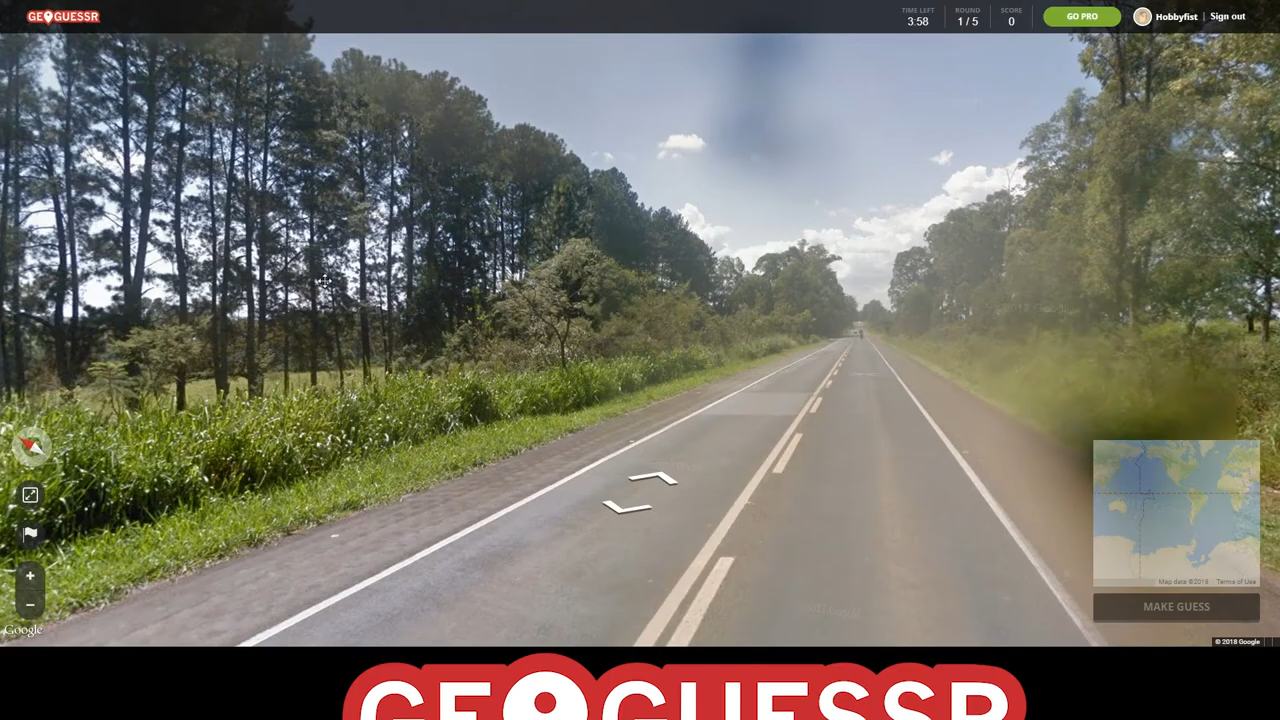 GEOGUESSR
TIME LEFT
3:58
ROUND
1 / 5
SCORE
0
GO PRO
Hobbyfist
Sign out
Map data ©2018
Terms of Use
MAKE GUESS
Google
© 2018 Google
GEOGUESSR